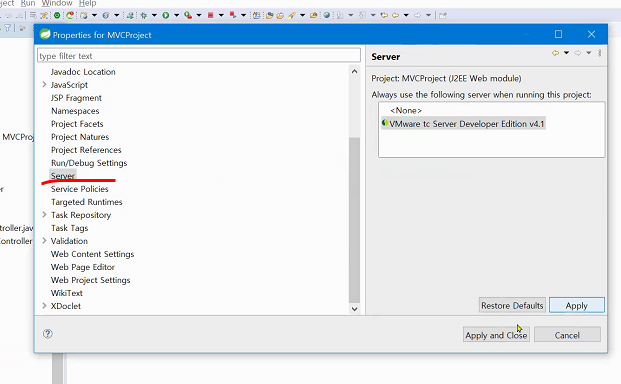 ject Run Window Help
Properties for MVCProject
type filter text
Javadoc Location
JavaScript
JSP Fragment
Namespaces
Project Facets
Project Natures
Project References
Run/Debug Settings
Server
Service Policies
Targeted Runtimes
Task Repository
Task Tags
Validation
Web Content Settings
Web Page Editor
Web Project Settings
WikiText
XDoclet
Server
Project: MVCProject (J2EE Web module)
Always use the following server when running this project:
<None>
VMware tc Server Developer Edition v4.1
Restore Defaults
Apply
Apply and Close
Cancel
MVCProj
er
troller.jav
Controller